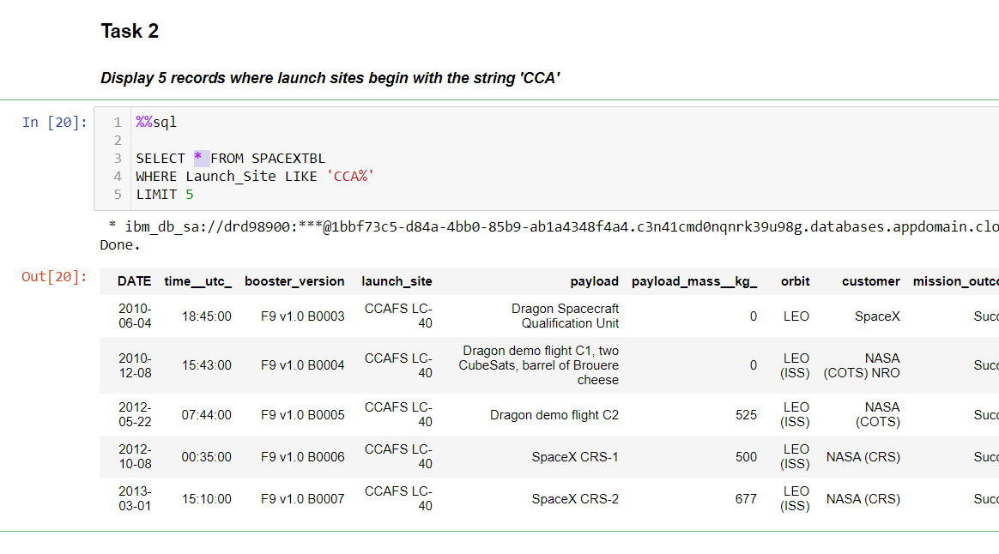 Task 2
Display 5 records where launch sites begin with the string 'CCA'
In [20]:
1 %%sql
2
3 SELECT * FROM SPACEXTBL
4 WHERE Launch_Site LIKE 'CCA%'
5 LIMIT 5
* ibm_db_sa://drd98900:***@1bbf73c5-d84a-4bb0-85b9-ab1a4348f4a4.c3n41cmd0nqnrk39u98g.databases.appdomain.clo
Done.
Out[20]:
DATE time__utc_ booster_version launch_site payload payload_mass__kg_ orbit customer mission_outco
2010-
06-04 18:45:00 F9 v1.0 B0003 CCAFS LC-
40 Dragon Spacecraft
Qualification Unit 0 LEO SpaceX Succ
2010-
12-08 15:43:00 F9 v1.0 B0004 CCAFS LC-
40 Dragon demo flight C1, two
CubeSats, barrel of Brouere
cheese 0 LEO
(ISS) NASA
(COTS) NRO Succ
2012-
05-22 07:44:00 F9 v1.0 B0005 CCAFS LC-
40 Dragon demo flight C2 525 LEO
(ISS) NASA
(COTS) Succ
2012-
10-08 00:35:00 F9 v1.0 B0006 CCAFS LC-
40 SpaceX CRS-1 500 LEO
(ISS) NASA (CRS) Succ
2013-
03-01 15:10:00 F9 v1.0 B0007 CCAFS LC-
40 SpaceX CRS-2 677 LEO
(ISS) NASA (CRS) Succ